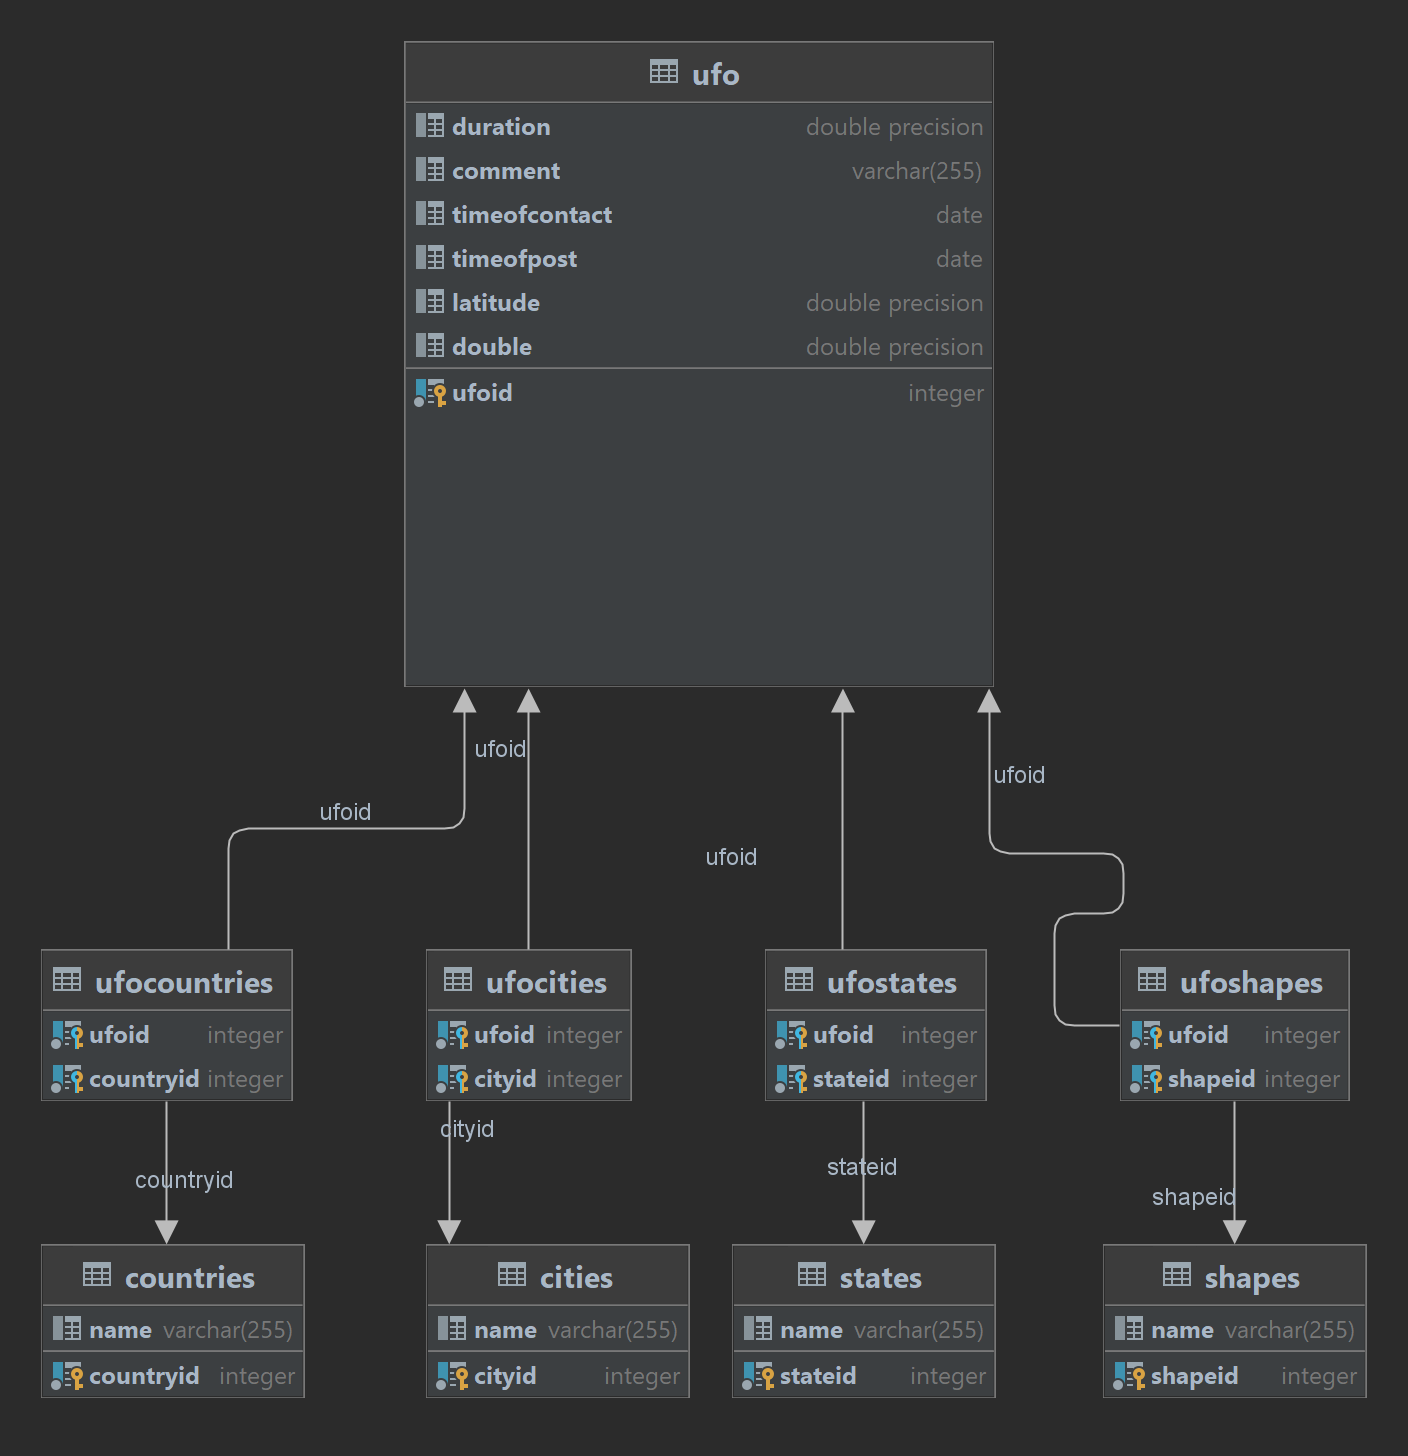 ufo
duration double precision
comment varchar(255)
timeofcontact date
timeofpost date
latitude double precision
double double precision
ufoid integer
ufoid
ufoid
ufoid
ufoid
ufocountries
ufoid integer
countryid integer
ufocities
ufoid integer
cityid integer
ufostates
ufoid integer
stateid integer
ufoshapes
ufoid integer
shapeid integer
countryid
cityid
stateid
shapeid
countries
name varchar(255)
countryid integer
cities
name varchar(255)
cityid integer
states
name varchar(255)
stateid integer
shapes
name varchar(255)
shapeid integer